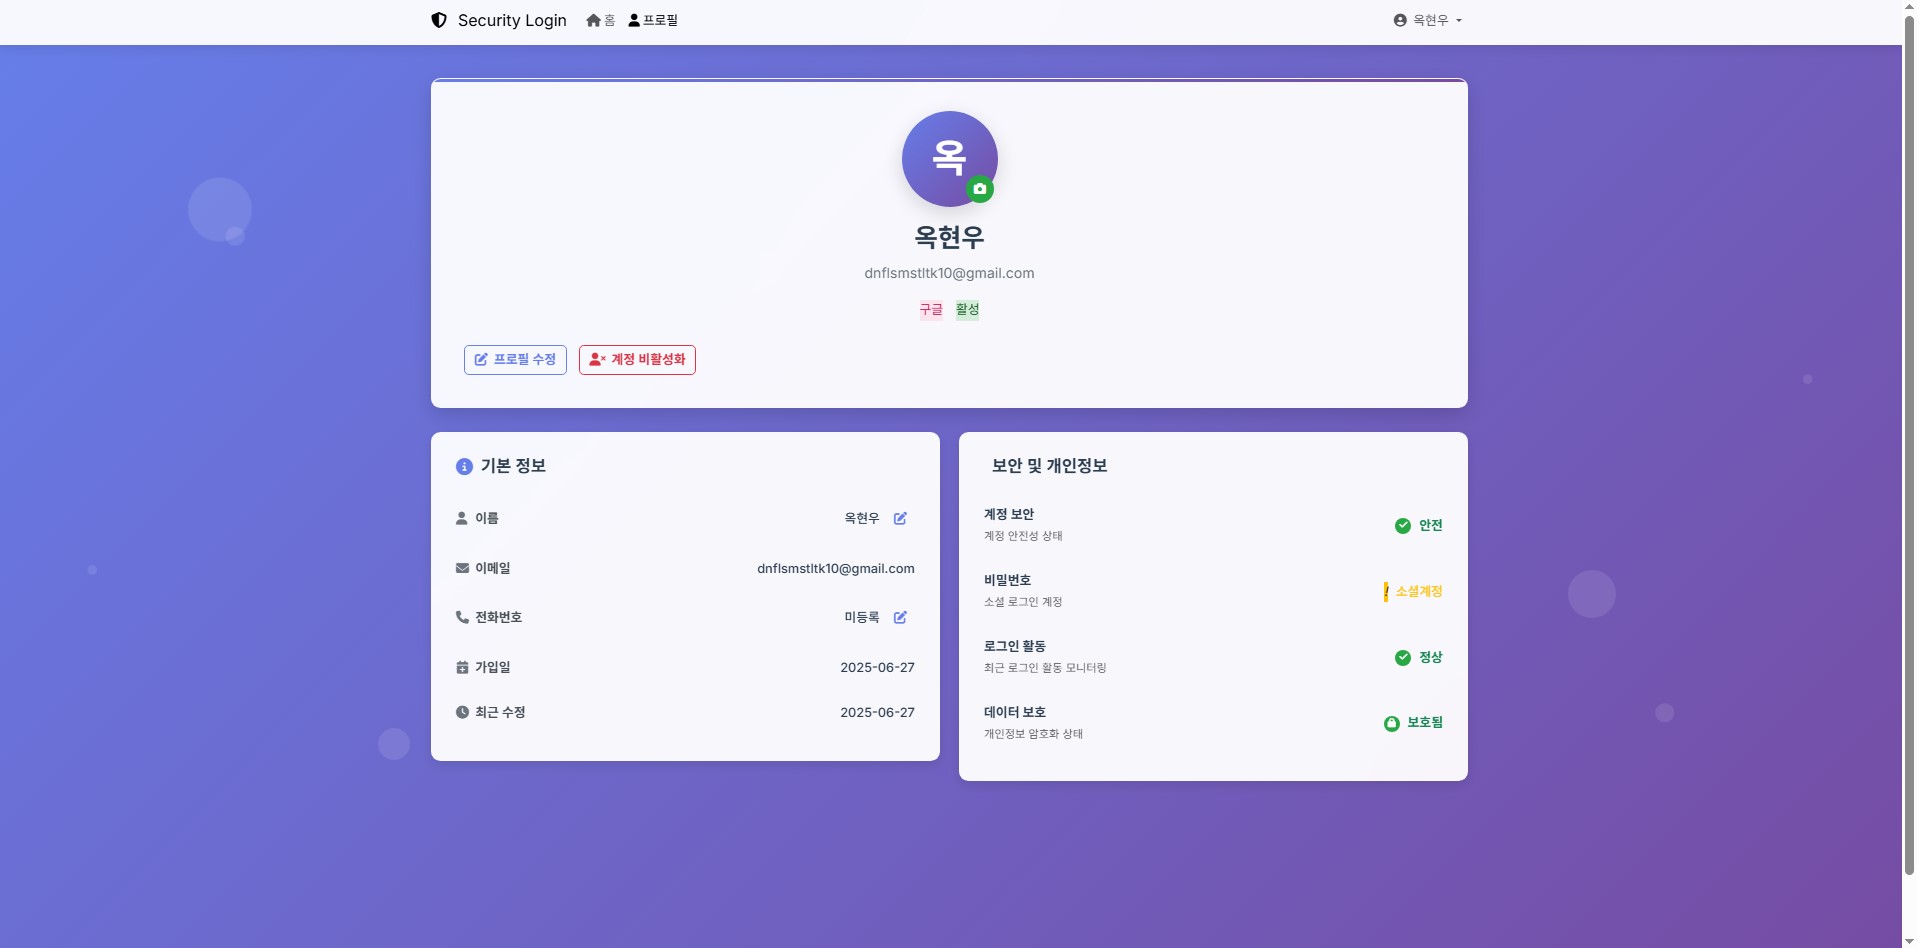 Security Login 홈 프로필 옥현우
옥
옥현우
dnflsmstltk10@gmail.com
구글 활성
프로필 수정 계정 비활성화
기본 정보
이름 옥현우
이메일 dnflsmstltk10@gmail.com
전화번호 미등록
가입일 2025-06-27
최근 수정 2025-06-27
보안 및 개인정보
계정 보안
계정 안전성 상태
안전
비밀번호
소셜 로그인 계정
! 소셜계정
로그인 활동
최근 로그인 활동 모니터링
정상
데이터 보호
개인정보 암호화 상태
보호됨